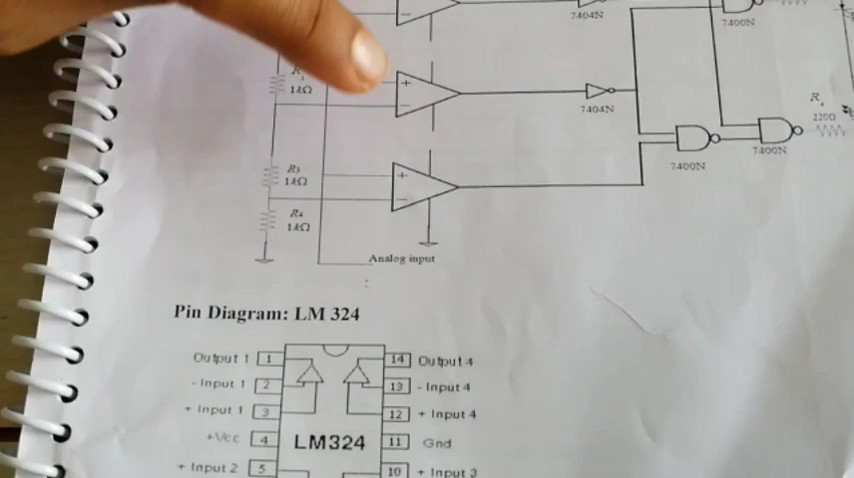 7404N
7400N
1kΩ
7404N
R₄
220Ω
7400N
7400N
R₃
1kΩ
R₄
1kΩ
Analog input
Pin Diagram: LM 324
Output 1 1 14 Output 4
- Input 1 2 13 - Input 4
+ Input 1 3 12 + Input 4
+Vcc 4 LM324 11 Gnd
+ Input 2 5 10 + Input 3